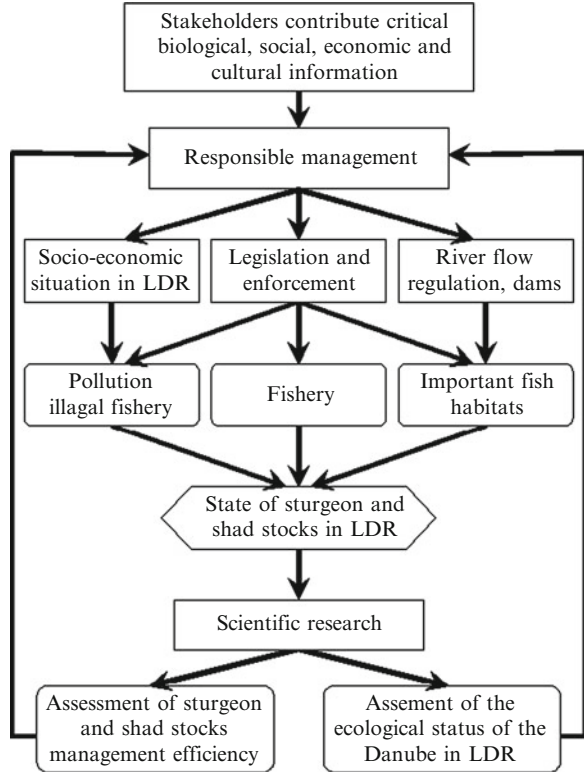 Stakeholders contribute critical
biological, social, economic and
cultural information
Responsible management
Socio-economic
situation in LDR
Legislation and
enforcement
River flow
regulation, dams
Pollution
illagal fishery
Fishery
Important fish
habitats
State of sturgeon and
shad stocks in LDR
Scientific research
Assessment of sturgeon
and shad stocks
management efficiency
Assement of the
ecological status of the
Danube in LDR